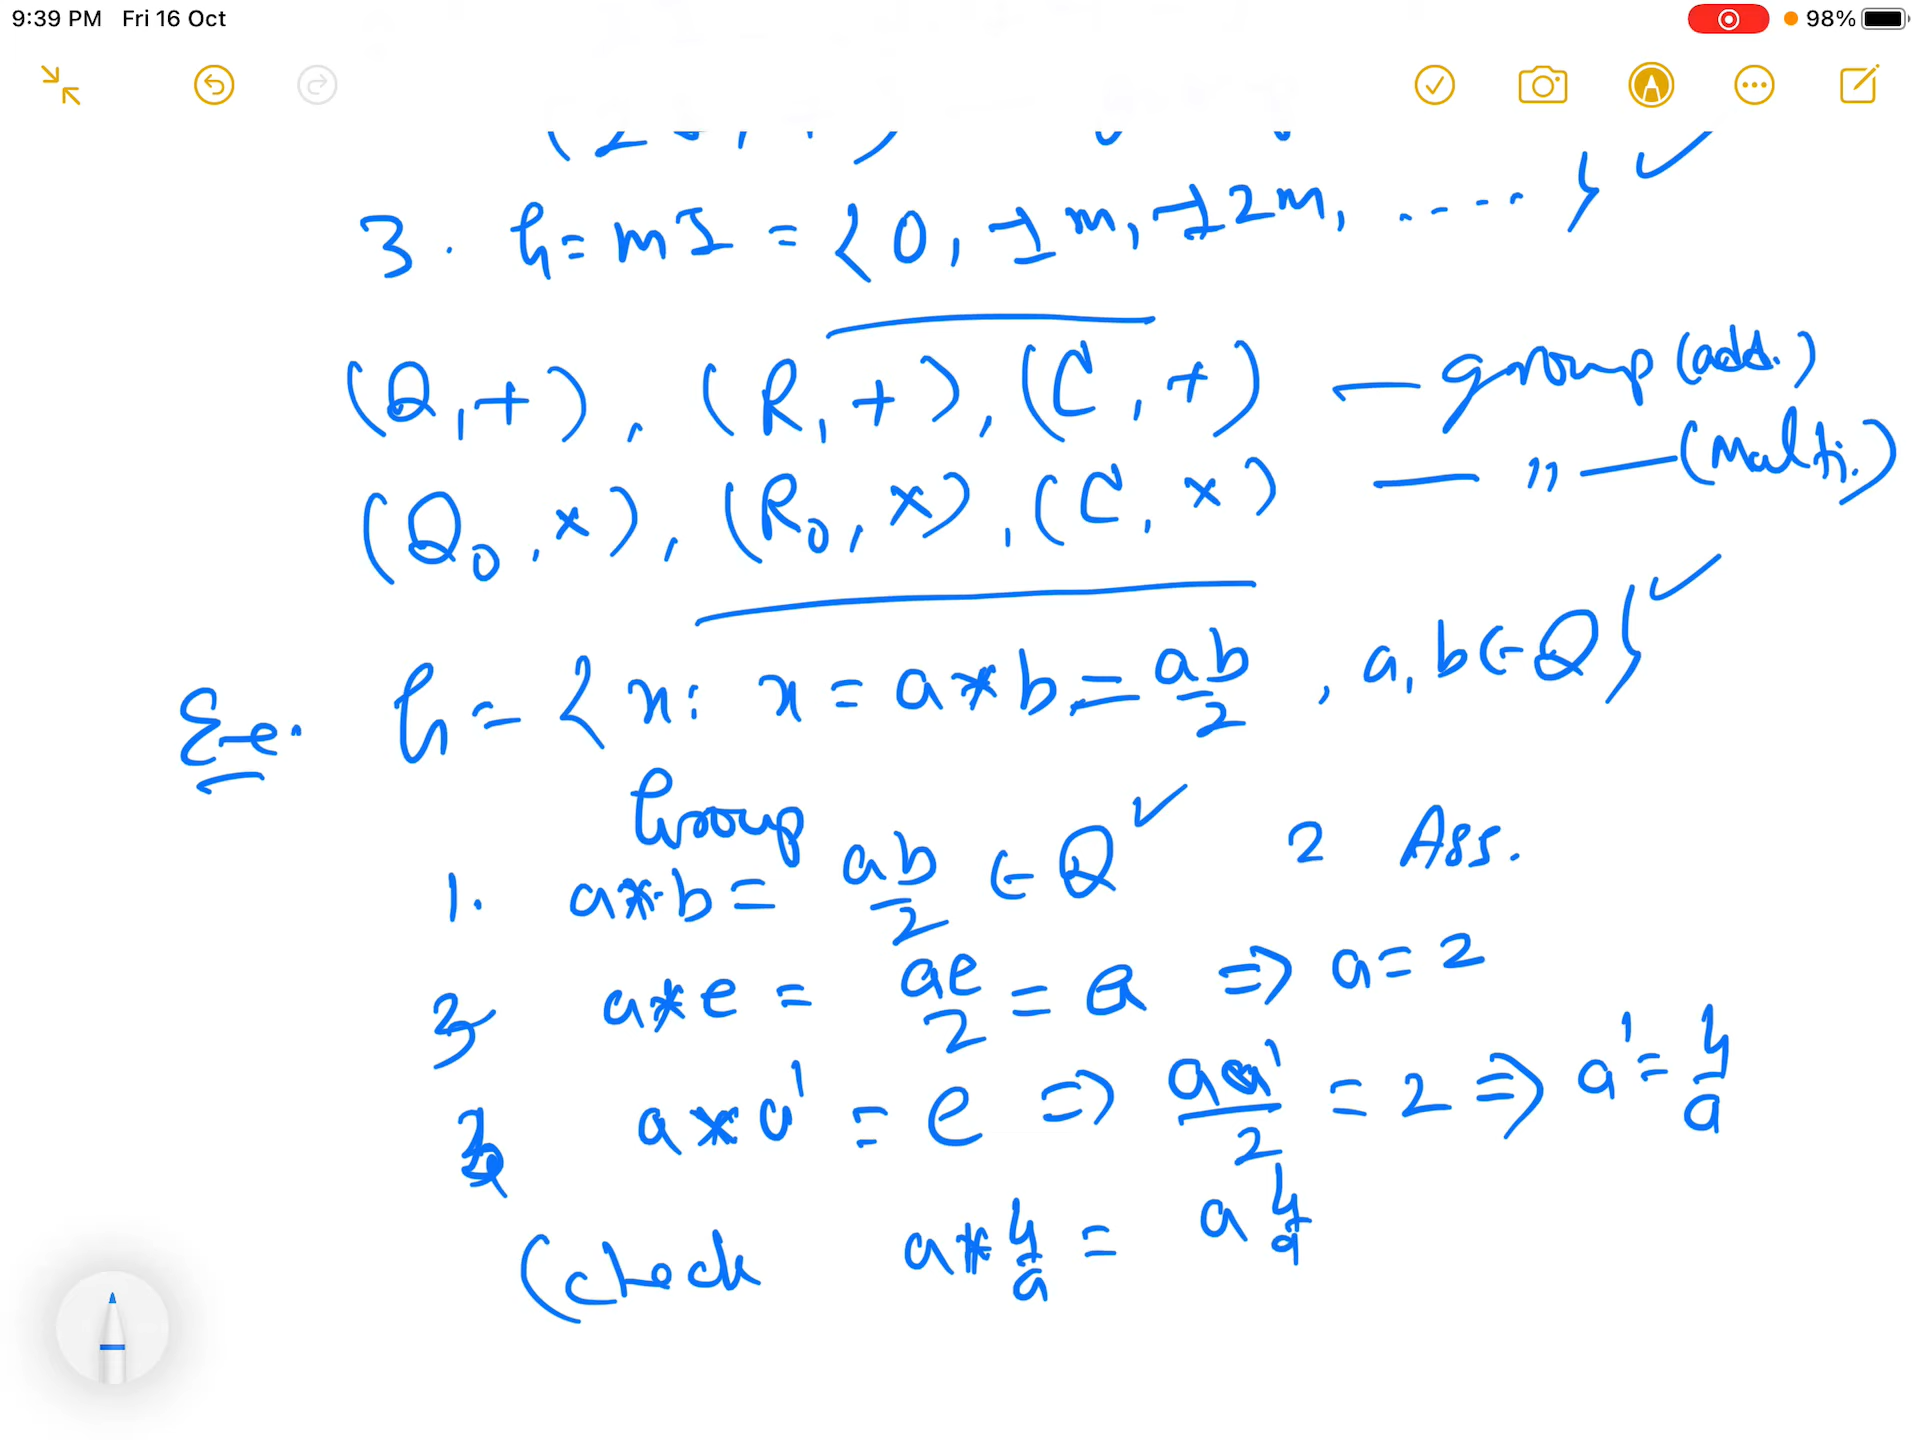 9:39 PM Fri 16 Oct 98%
3. G = mI = {0, ±1m, ±2m, ....} ✓
(Q, +), (R, +), (C, +) — group (add.)
(Q₀, ×), (R₀, ×), (C, ×) — " — (Multi.)
Ex. G = {x: x = a*b = ab/2, a, b ∈ Q} ✓
Group
1. a*b = ab/2 ∈ Q ✓ 2 Ass.
3 a*e = ae/2 = a ⇒ a = 2
a*a' = e ⇒ aa'/2 = 2 ⇒ a' = 4/a
(Check a*4/a = a 4/a